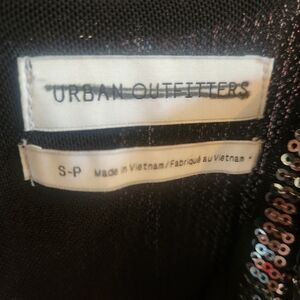 "URBAN OUTFITTERS"
S-P Made in Vietnam/Fabriqué au Vietnam